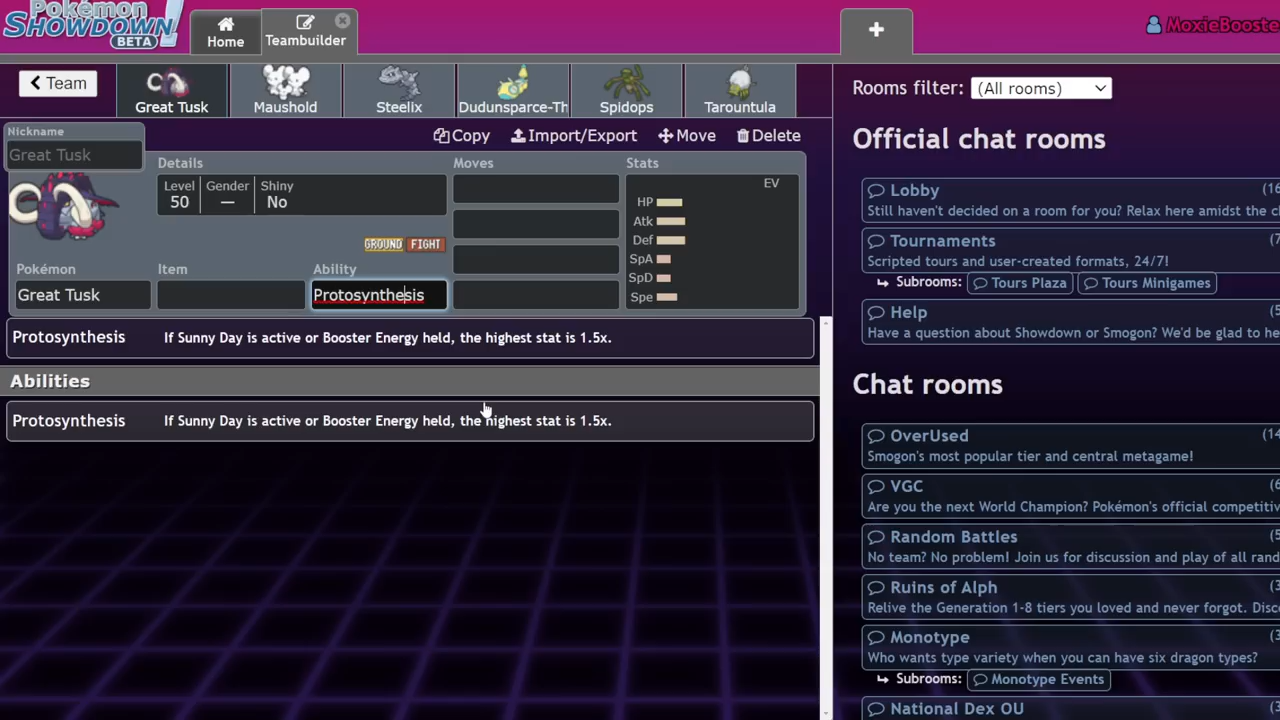 Pokémon
SHOWDOWN!
BETA
Home
Teambuilder
+
MoxieBooste
Team
Great Tusk
Maushold
Steelix
Dudunsparce-Th
Spidops
Tarountula
Copy
Import/Export
Move
Delete
Nickname
Great Tusk
Details
Level
50
Gender
—
Shiny
No
GROUND FIGHT
Pokémon
Great Tusk
Item
Ability
Protosynthesis
Moves
Stats
EV
HP
Atk
Def
SpA
SpD
Spe
Protosynthesis If Sunny Day is active or Booster Energy held, the highest stat is 1.5x.
Abilities
Protosynthesis If Sunny Day is active or Booster Energy held, the highest stat is 1.5x.
Rooms filter: (All rooms)
Official chat rooms
Lobby (16
Still haven't decided on a room for you? Relax here amidst the c
Tournaments (7
Scripted tours and user-created formats, 24/7!
Subrooms: Tours Plaza Tours Minigames
Help (5
Have a question about Showdown or Smogon? We'd be glad to he
Chat rooms
OverUsed (14
Smogon's most popular tier and central metagame!
VGC (6
Are you the next World Champion? Pokémon's official competitiv
Random Battles (5
No team? No problem! Join us for discussion and play of all rand
Ruins of Alph (3
Relive the Generation 1-8 tiers you loved and never forgot. Disc
Monotype (3
Who wants type variety when you can have six dragon types?
Subrooms: Monotype Events
National Dex OU